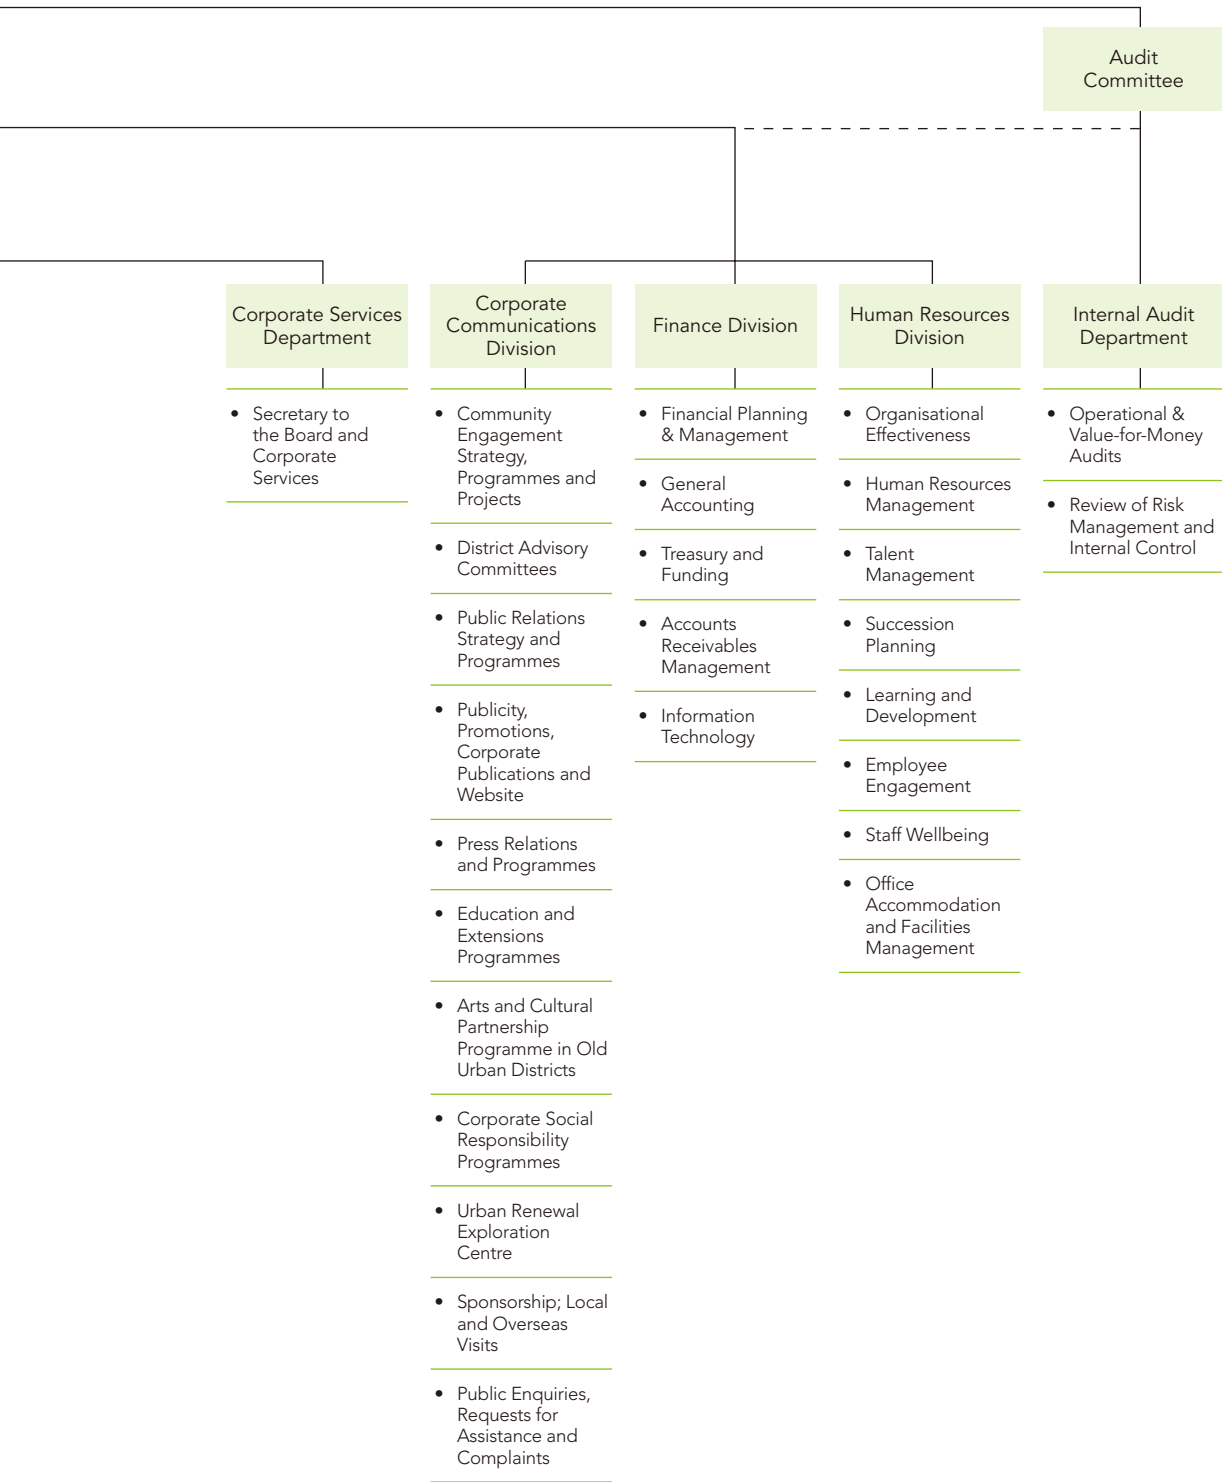 Audit
Committee
Corporate Services
Department
• Secretary to
the Board and
Corporate
Services
Corporate
Communications
Division
• Community
Engagement
Strategy,
Programmes and
Projects
• District Advisory
Committees
• Public Relations
Strategy and
Programmes
• Publicity,
Promotions,
Corporate
Publications and
Website
• Press Relations
and Programmes
• Education and
Extensions
Programmes
• Arts and Cultural
Partnership
Programme in Old
Urban Districts
• Corporate Social
Responsibility
Programmes
• Urban Renewal
Exploration
Centre
• Sponsorship; Local
and Overseas
Visits
• Public Enquiries,
Requests for
Assistance and
Complaints
Finance Division
• Financial Planning
& Management
• General
Accounting
• Treasury and
Funding
• Accounts
Receivables
Management
• Information
Technology
Human Resources
Division
• Organisational
Effectiveness
• Human Resources
Management
• Talent
Management
• Succession
Planning
• Learning and
Development
• Employee
Engagement
• Staff Wellbeing
• Office
Accommodation
and Facilities
Management
Internal Audit
Department
• Operational &
Value-for-Money
Audits
• Review of Risk
Management and
Internal Control